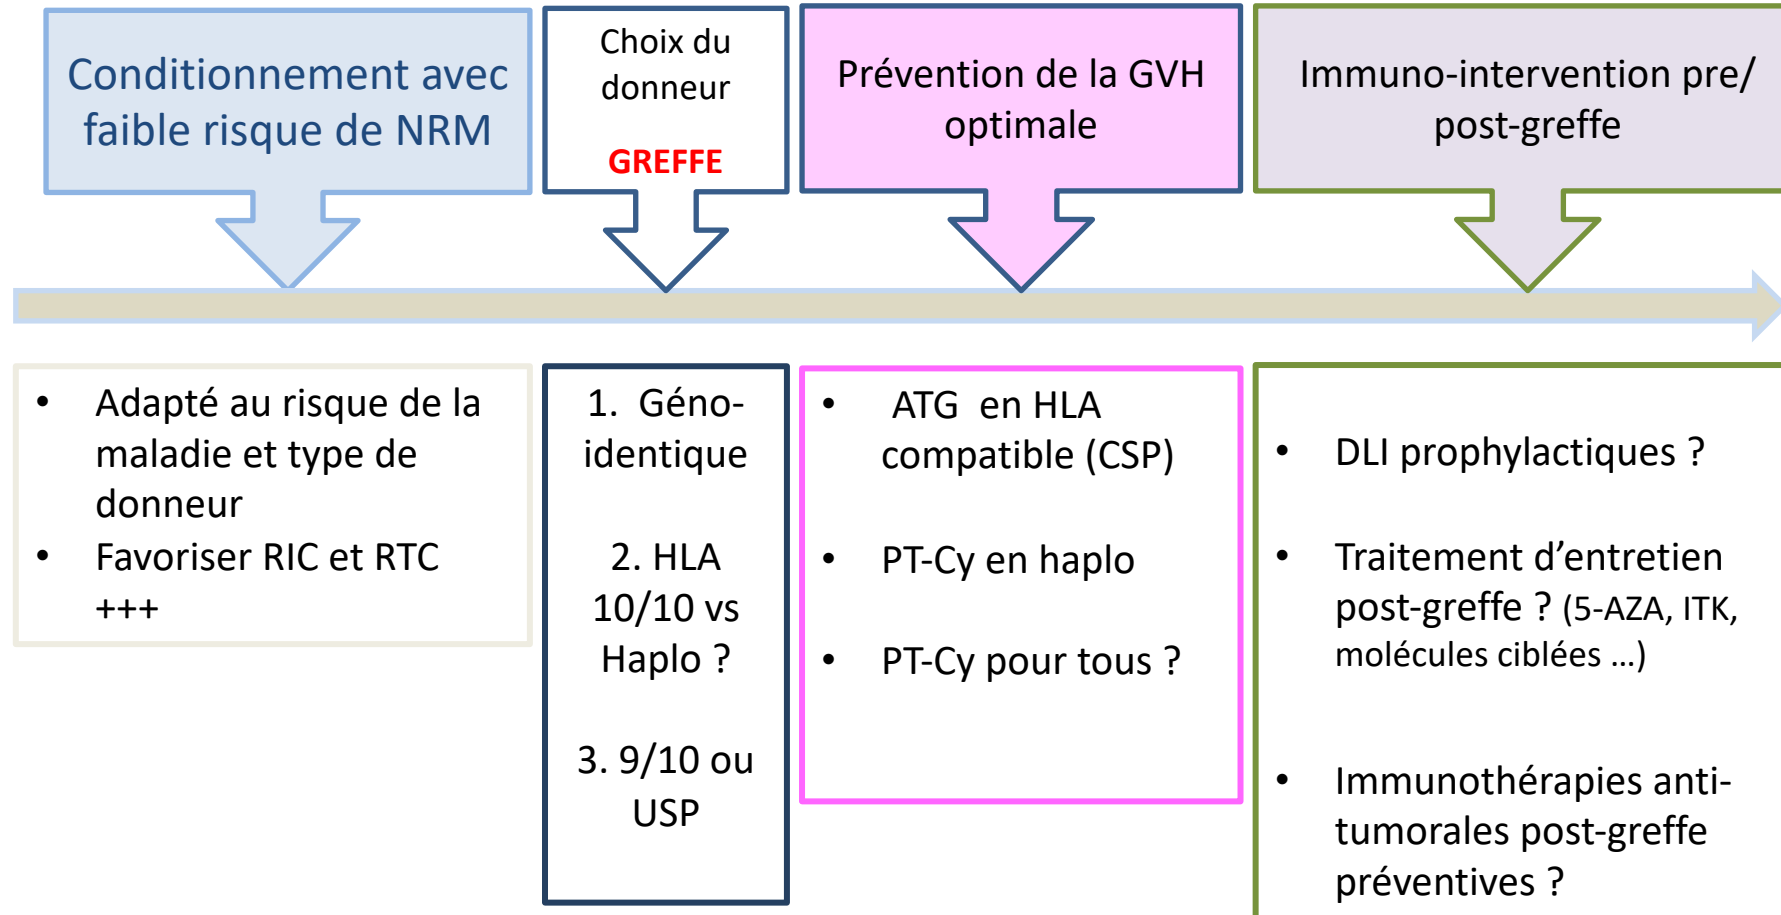 Conditionnement avec
faible risque de NRM
Choix du
donneur
GREFFE
Prévention de la GVH
optimale
Immuno-intervention pre/
post-greffe
• Adapté au risque de la
maladie et type de
donneur
• Favoriser RIC et RTC
+++
1. Géno-
identique
2. HLA
10/10 vs
Haplo ?
3. 9/10 ou
USP
• ATG en HLA
compatible (CSP)
• PT-Cy en haplo
• PT-Cy pour tous ?
• DLI prophylactiques ?
• Traitement d’entretien
post-greffe ? (5-AZA, ITK,
molécules ciblées …)
• Immunothérapies anti-
tumorales post-greffe
préventives ?